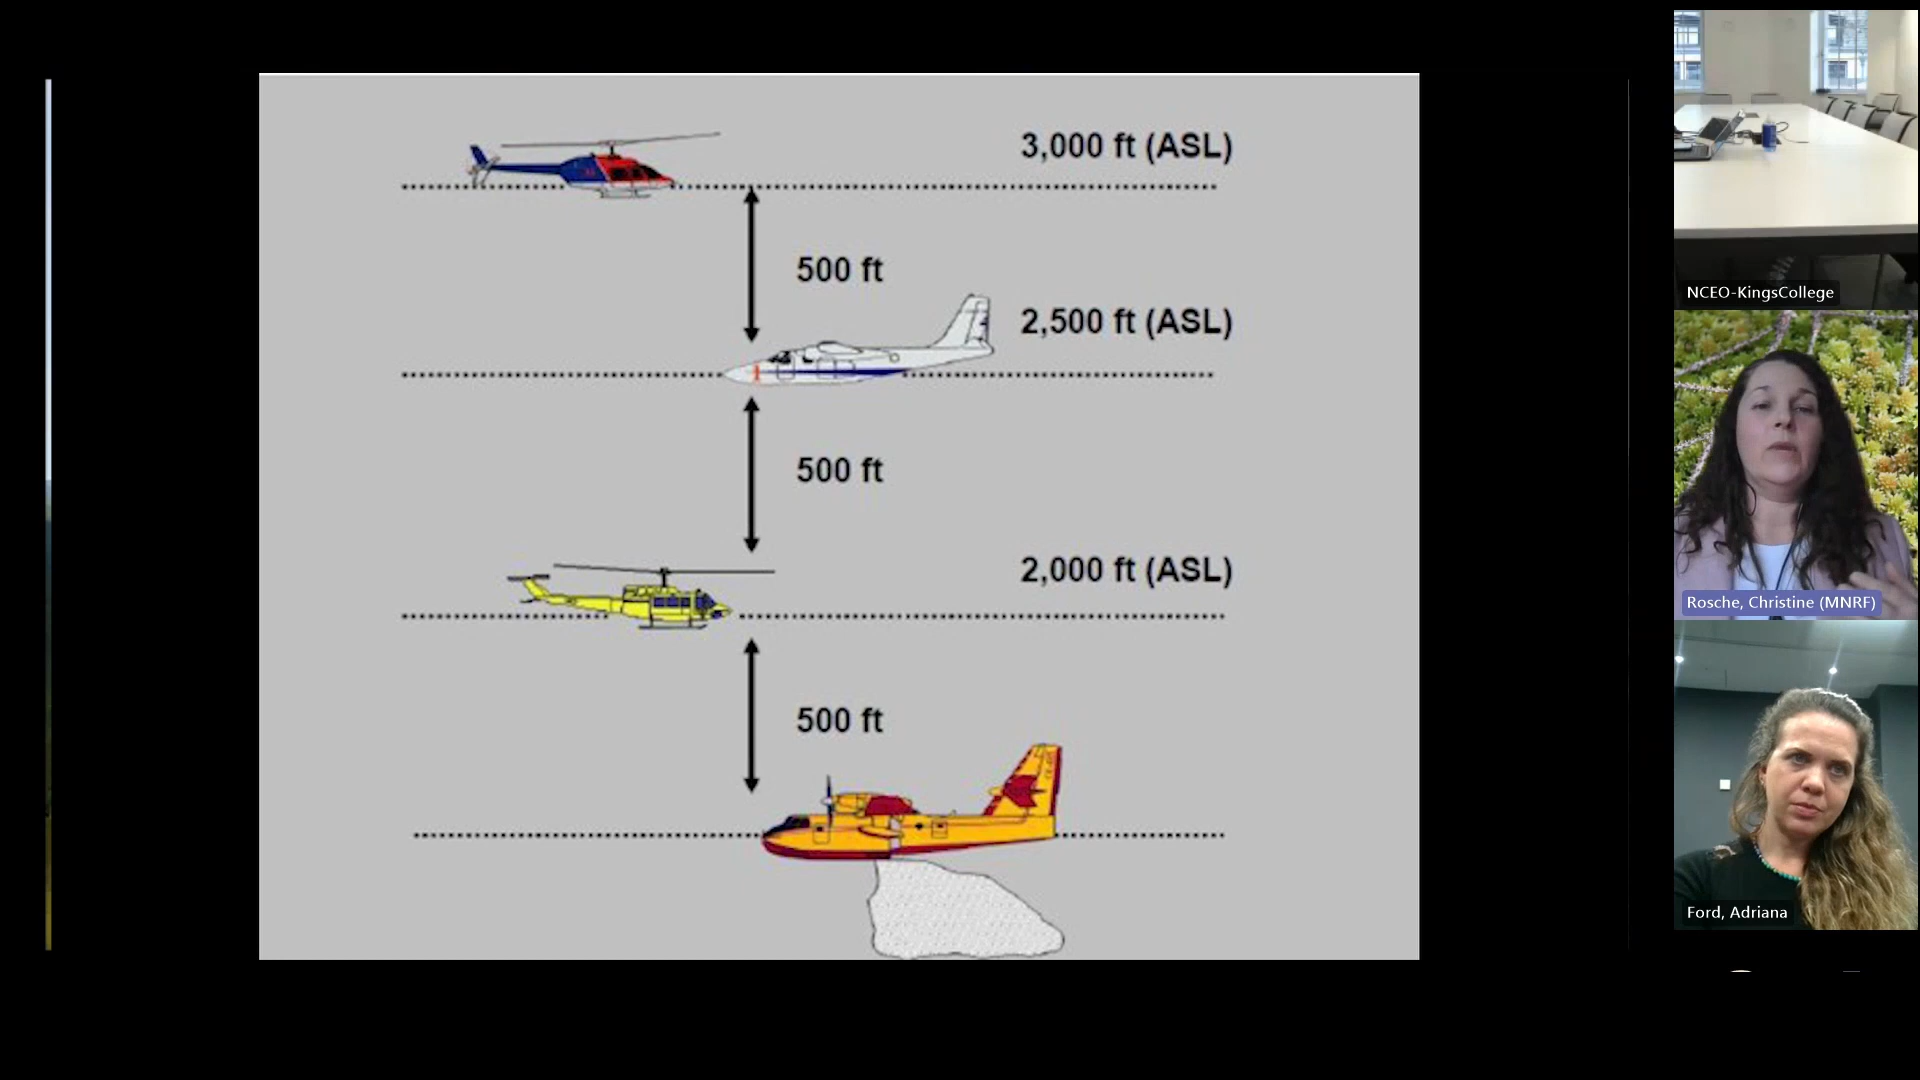 3,000 ft (ASL)
500 ft
2,500 ft (ASL)
500 ft
2,000 ft (ASL)
500 ft
NCEO-KingsCollege
Rosche, Christine (MNRF)
Ford, Adriana